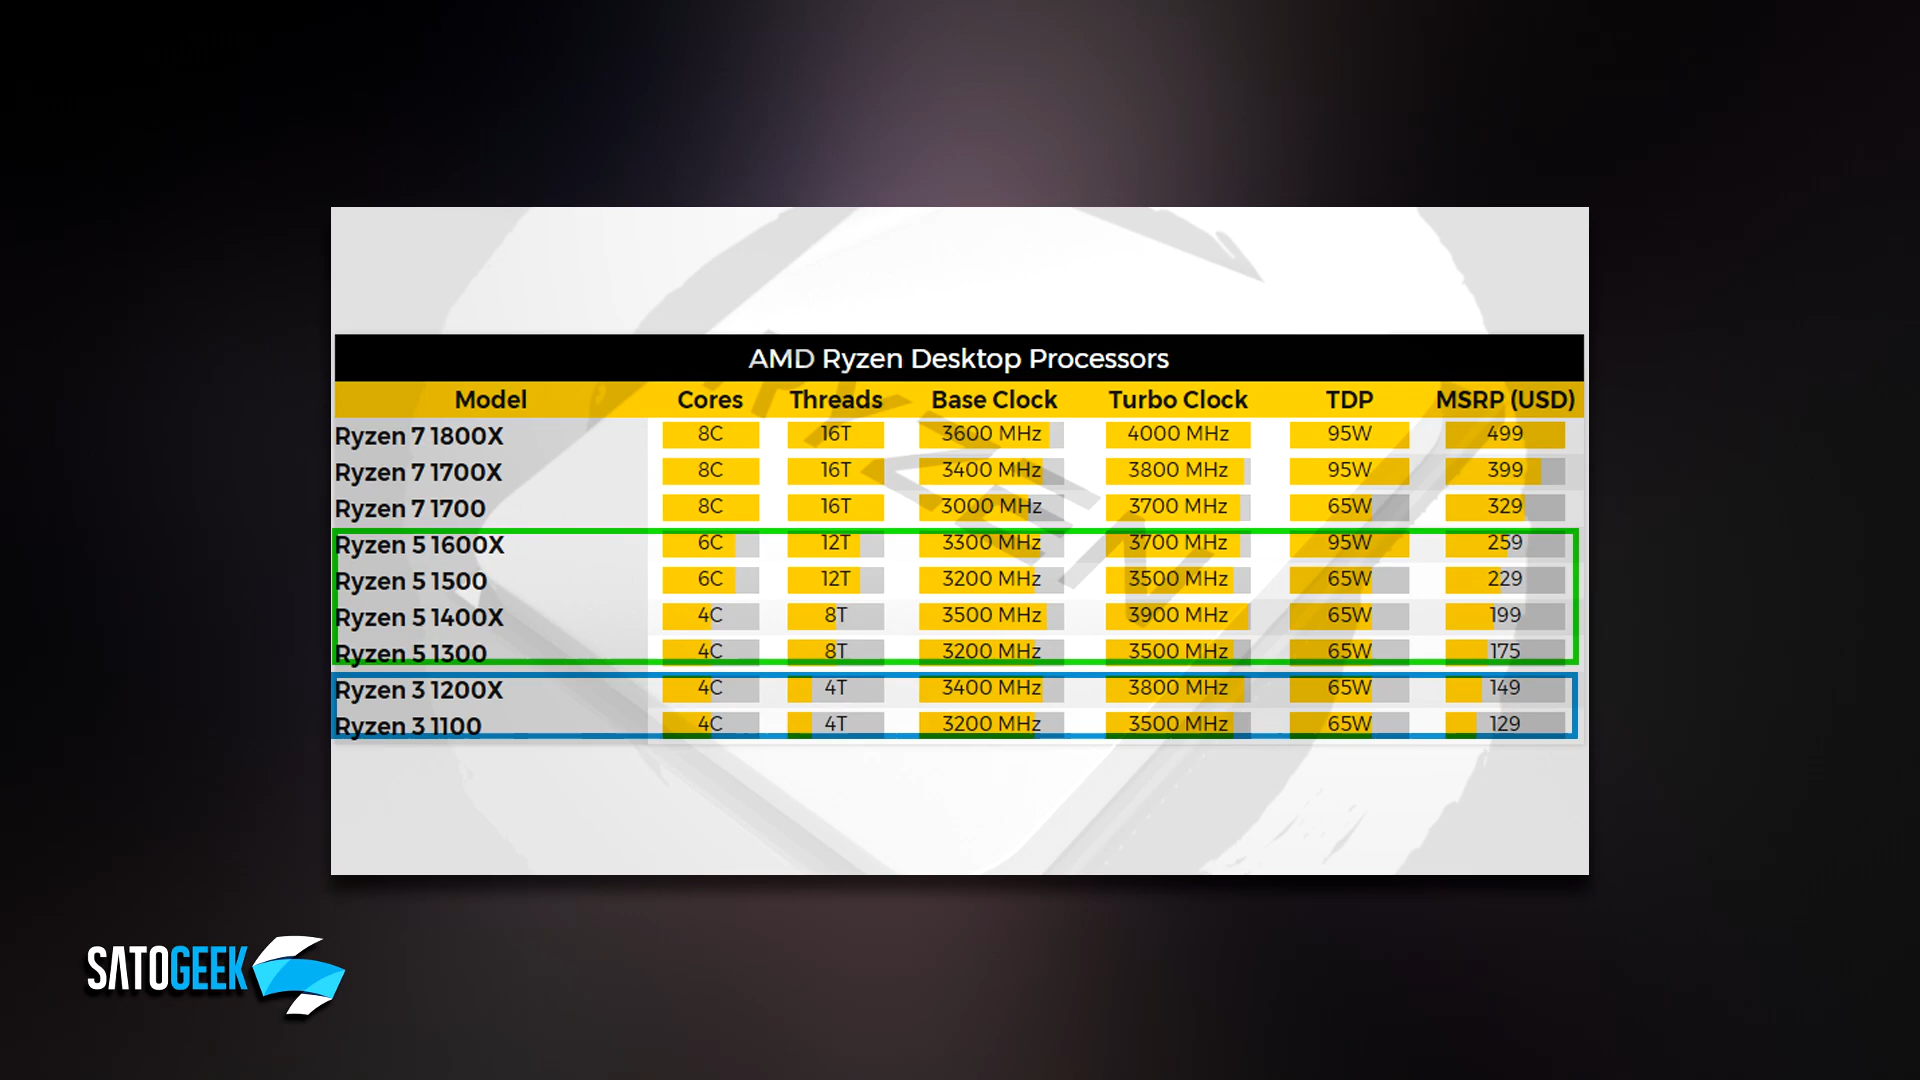 AMD Ryzen Desktop Processors
Model Cores Threads Base Clock Turbo Clock TDP MSRP (USD)
Ryzen 7 1800X 8C 16T 3600 MHz 4000 MHz 95W 499
Ryzen 7 1700X 8C 16T 3400 MHz 3800 MHz 95W 399
Ryzen 7 1700 8C 16T 3000 MHz 3700 MHz 65W 329
Ryzen 5 1600X 6C 12T 3300 MHz 3700 MHz 95W 259
Ryzen 5 1500 6C 12T 3200 MHz 3500 MHz 65W 229
Ryzen 5 1400X 4C 8T 3500 MHz 3900 MHz 65W 199
Ryzen 5 1300 4C 8T 3200 MHz 3500 MHz 65W 175
Ryzen 3 1200X 4C 4T 3400 MHz 3800 MHz 65W 149
Ryzen 3 1100 4C 4T 3200 MHz 3500 MHz 65W 129
RYZEN
SATOGEEK